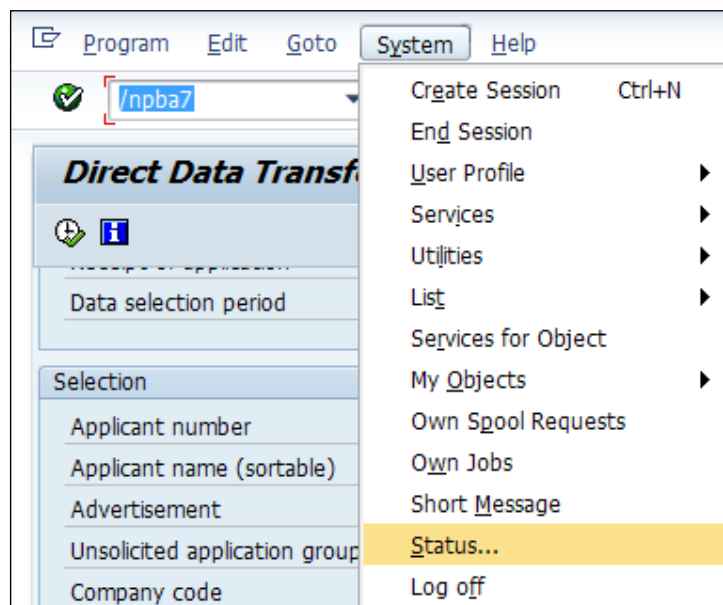 Program Edit Goto System Help
/npba7
Create Session Ctrl+N
End Session
User Profile
Services
Utilities
List
Services for Object
My Objects
Own Spool Requests
Own Jobs
Short Message
Status...
Log off
Direct Data Transf
Data selection period
Selection
Applicant number
Applicant name (sortable)
Advertisement
Unsolicited application group
Company code